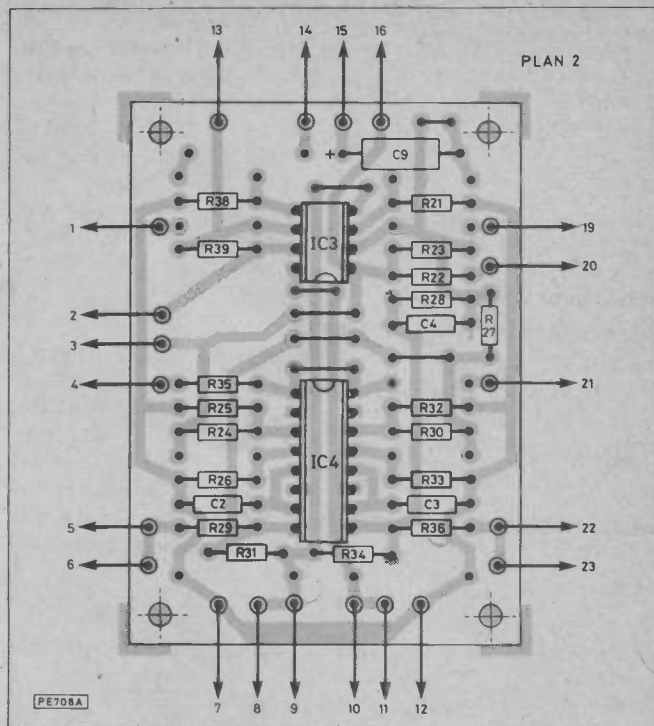 13 14 15 16
PLAN 2
+ C9
R38 R21
1 IC3 19
R39 R23
20
R22
R28
2 R 27
C4
3
4 R35 21
R25 R32
R24 R30
IC4
R26 R33
C2 C3
5 R29 R36 22
R31 R34
6 23
PE708A
7 8 9 10 11 12